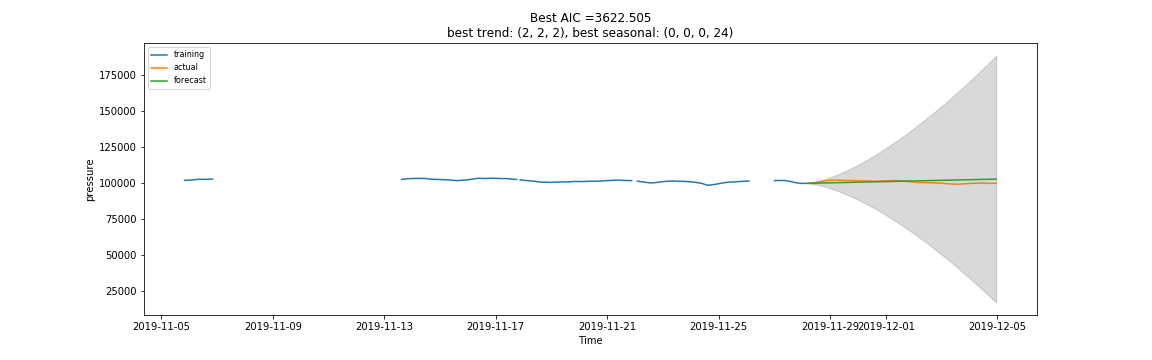 Best AIC =3622.505
best trend: (2, 2, 2), best seasonal: (0, 0, 0, 24)
training
actual
forecast
175000
150000
125000
100000
75000
50000
25000
pressure
2019-11-05 2019-11-09 2019-11-13 2019-11-17 2019-11-21 2019-11-25 2019-11-29 2019-12-01 2019-12-05
Time